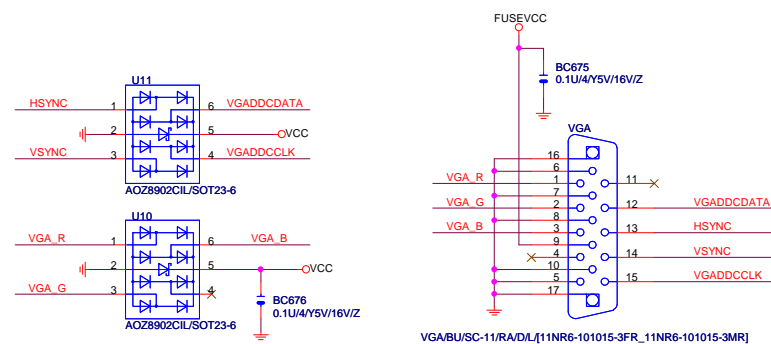 FUSEVCC
BC675
0.1U/4/Y5V/16V/Z
U11
HSYNC 1 6 VGADDCDATA
2 5 VCC
VSYNC 3 4 VGADDCCLK
AOZ8902CIL/SOT23-6
U10
VGA_R 1 6 VGA_B
2 5 VCC
VGA_G 3 4
BC676
0.1U/4/Y5V/16V/Z
AOZ8902CIL/SOT23-6
VGA
16
6
VGA_R 1 11
7
VGA_G 2 12 VGADDCDATA
8
VGA_B 3 13 HSYNC
9
4 14 VSYNC
10
5 15 VGADDCCLK
17
VGA/BU/SC-11/RA/D/L/[11NR6-101015-3FR_11NR6-101015-3MR]